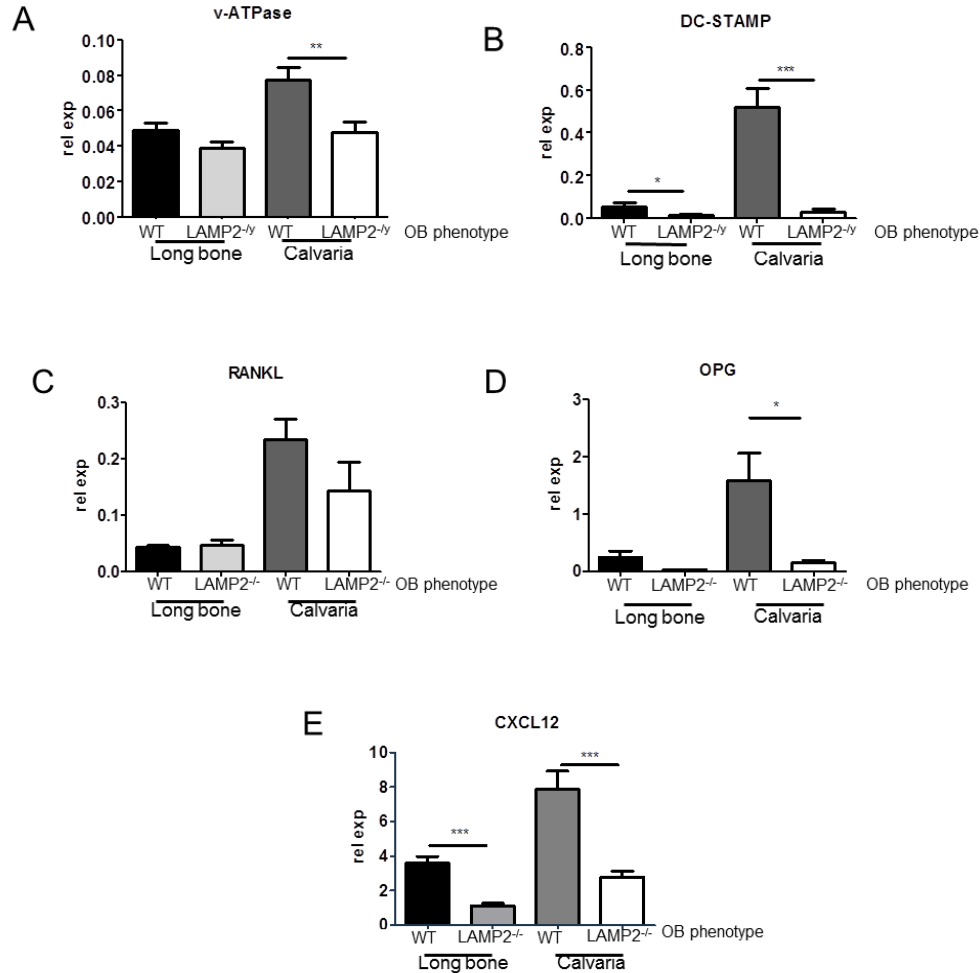 A
v-ATPase
rel exp
0.10
0.08
0.06
0.04
0.02
0.00
**
WT LAMP2-/y WT LAMP2-/y OB phenotype
Long bone Calvaria
B
DC-STAMP
rel exp
0.8
0.6
0.4
0.2
0.0
* ***
WT LAMP2-/y WT LAMP2-/y OB phenotype
Long bone Calvaria
C
RANKL
rel exp
0.3
0.2
0.1
0.0
WT LAMP2-/- WT LAMP2-/- OB phenotype
Long bone Calvaria
D
OPG
rel exp
3
2
1
0
*
WT LAMP2-/- WT LAMP2-/- OB phenotype
Long bone Calvaria
E
CXCL12
rel exp
10
8
6
4
2
0
*** ***
WT LAMP2-/- WT LAMP2-/- OB phenotype
Long bone Calvaria